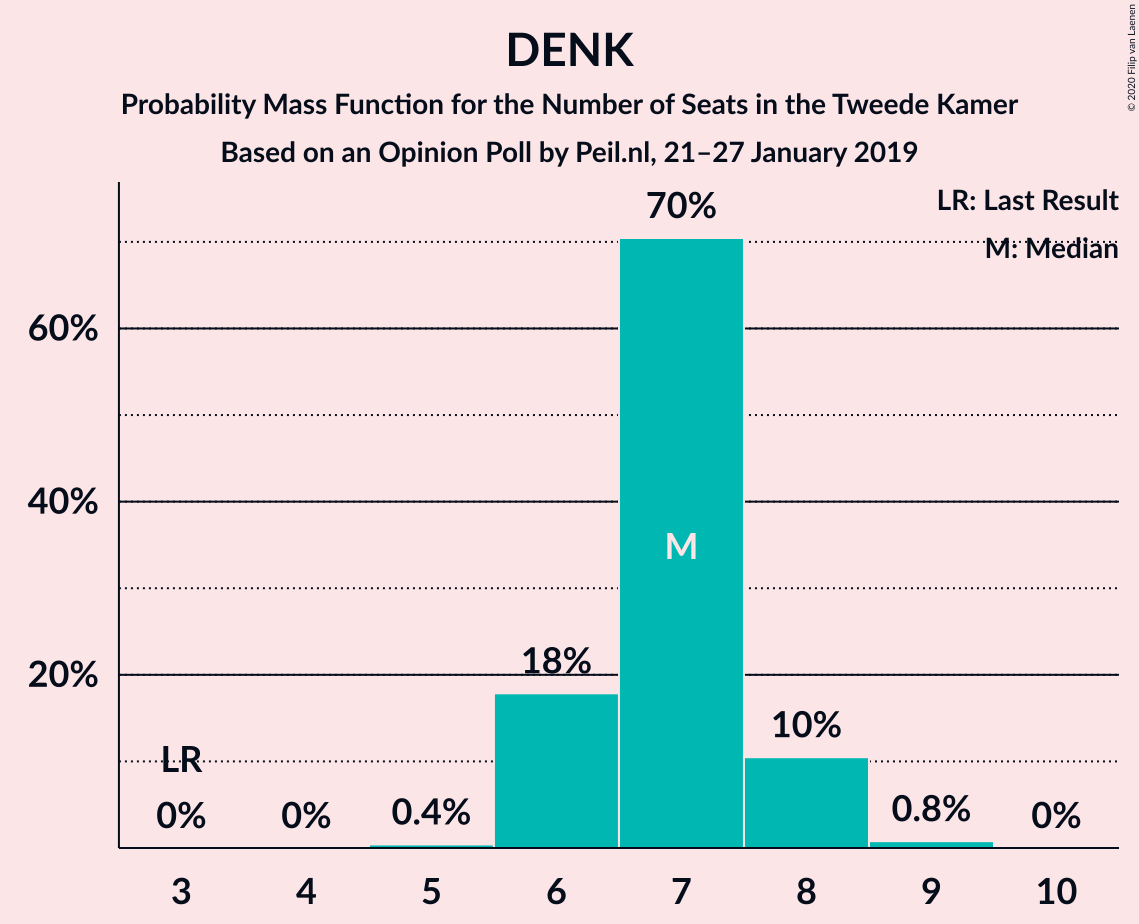 DENK
Probability Mass Function for the Number of Seats in the Tweede Kamer
Based on an Opinion Poll by Peil.nl, 21–27 January 2019
© 2020 Filip van Laenen
LR: Last Result
M: Median
70%
60%
40%
M
18%
20%
10%
LR
0%
0%
0.4%
0.8%
0%
3
4
5
6
7
8
9
10